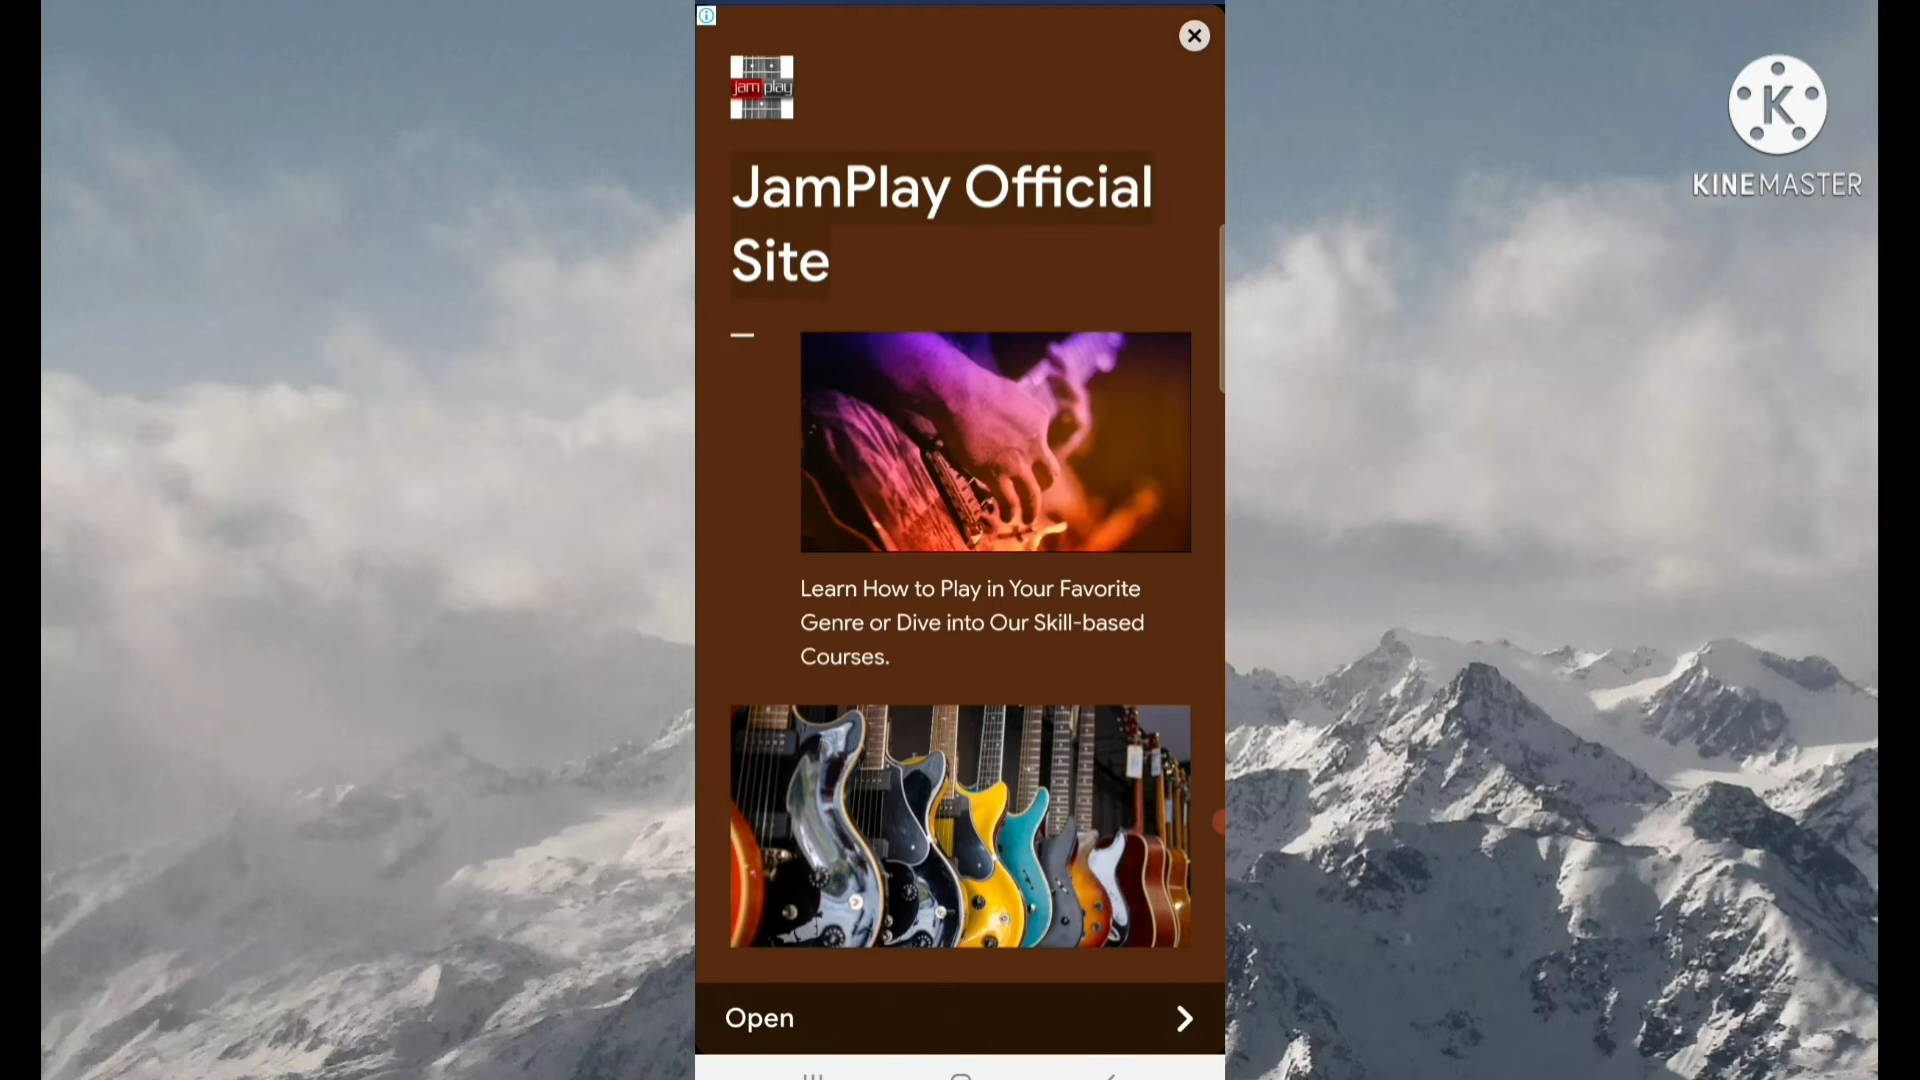 jam play
JamPlay Official
Site
Learn How to Play in Your Favorite
Genre or Dive into Our Skill-based
Courses.
Open
K
KINEMASTER